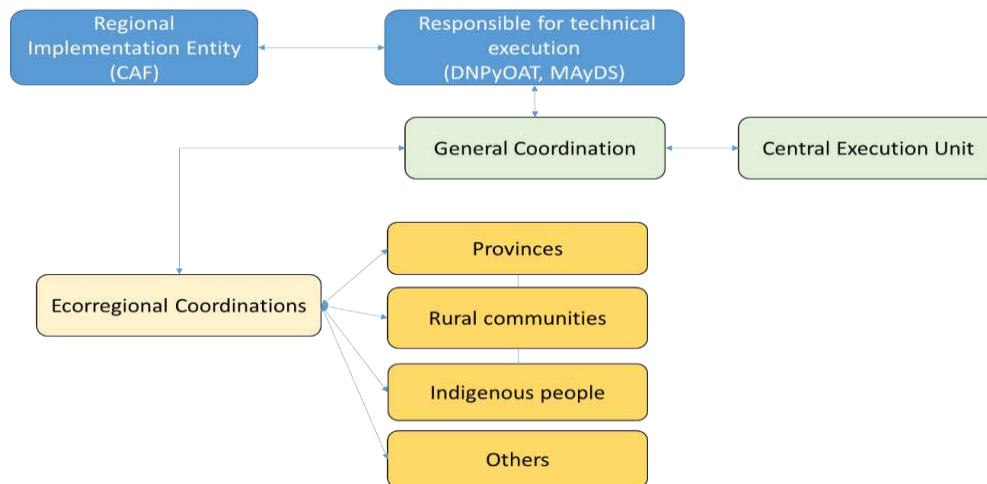 Regional
Implementation Entity
(CAF)
Responsible for technical
execution
(DNPyOAT, MAyDS)
General Coordination
Central Execution Unit
Provinces
Ecorregional Coordinations
Rural communities
Indigenous people
Others